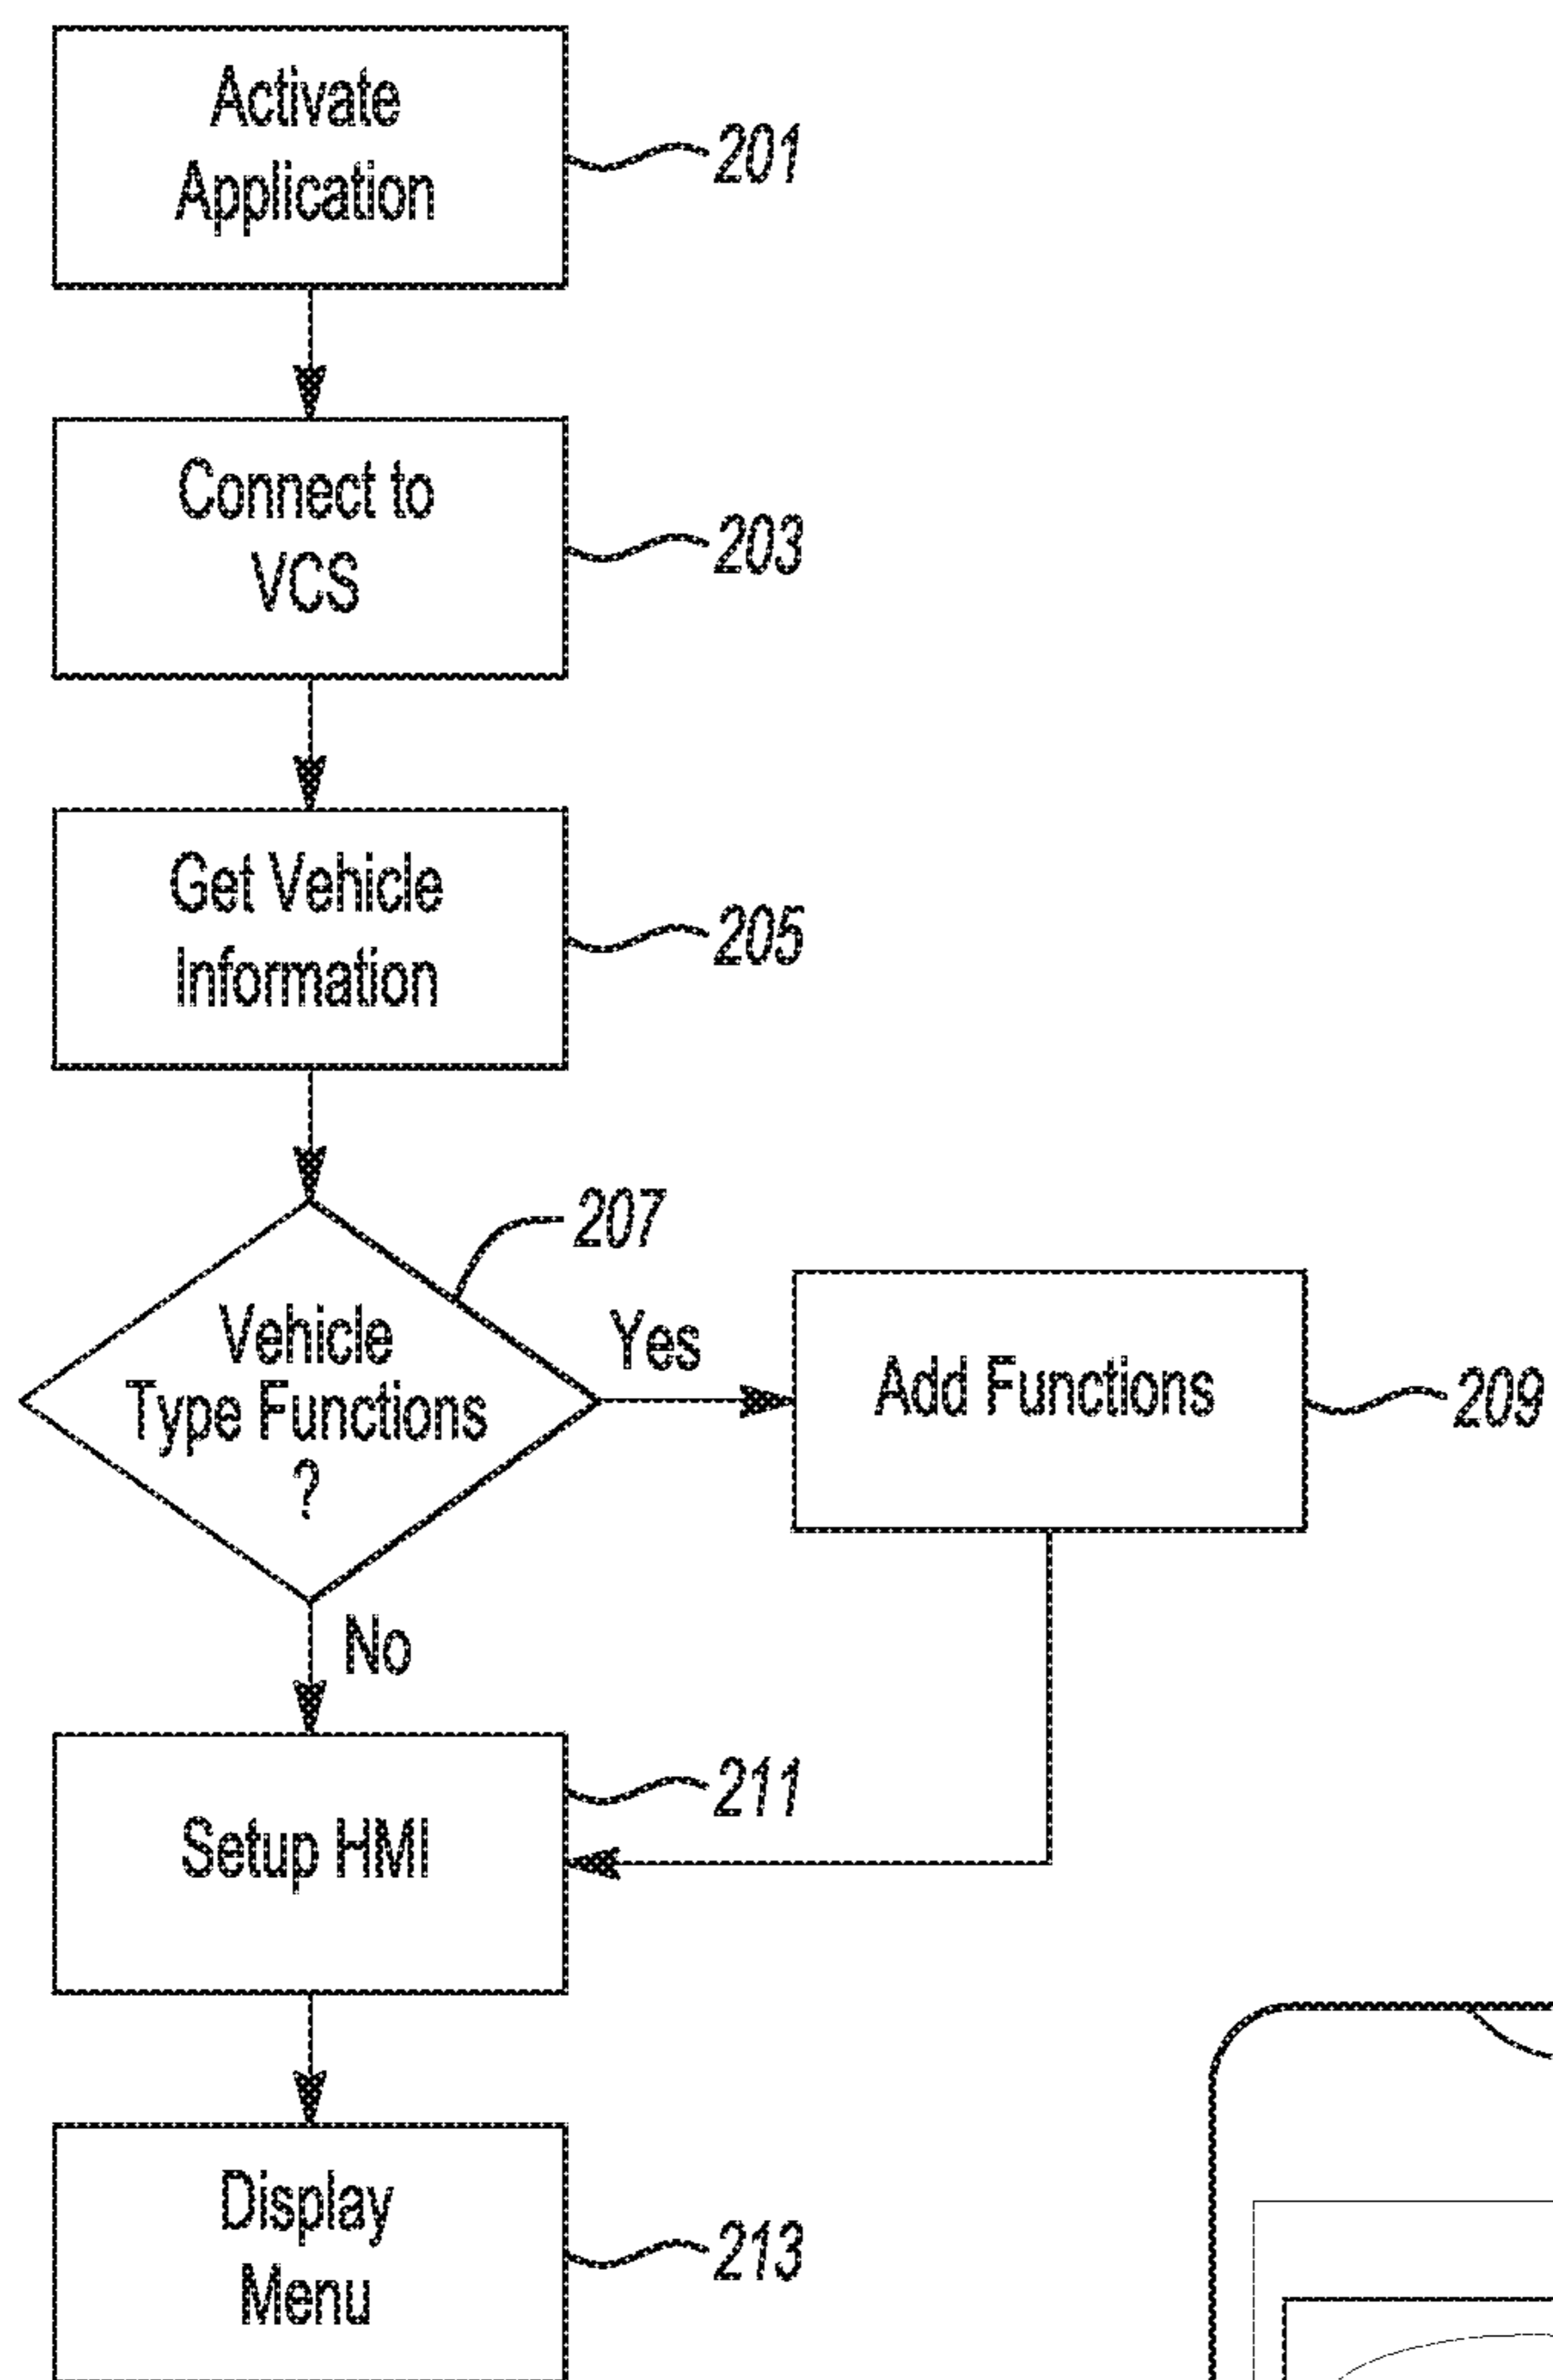 Activate
Application
201
Connect to
VCS
203
Get Vehicle
Information
205
207
Vehicle
Type Functions
?
Yes
Add Functions
209
No
Setup HMI
211
Display
Menu
213